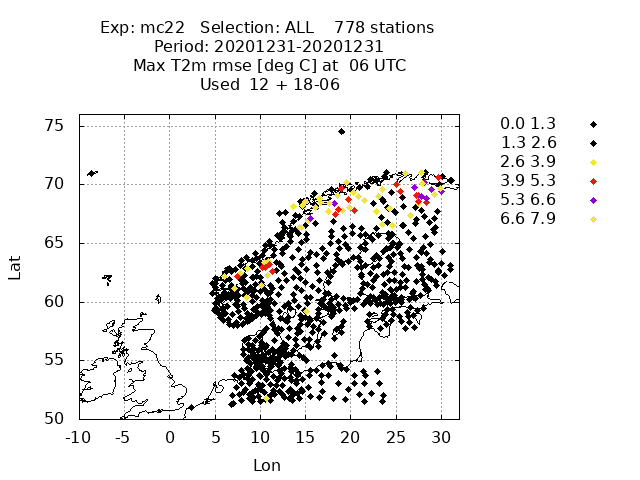 Exp: mc22 Selection: ALL 778 stations
Period: 20201231-20201231
Max T2m rmse [deg C] at 06 UTC
Used 12 + 18-06
75
70
65
60
55
50
Lat
-10 -5 0 5 10 15 20 25 30
Lon
0.0 1.3
1.3 2.6
2.6 3.9
3.9 5.3
5.3 6.6
6.6 7.9